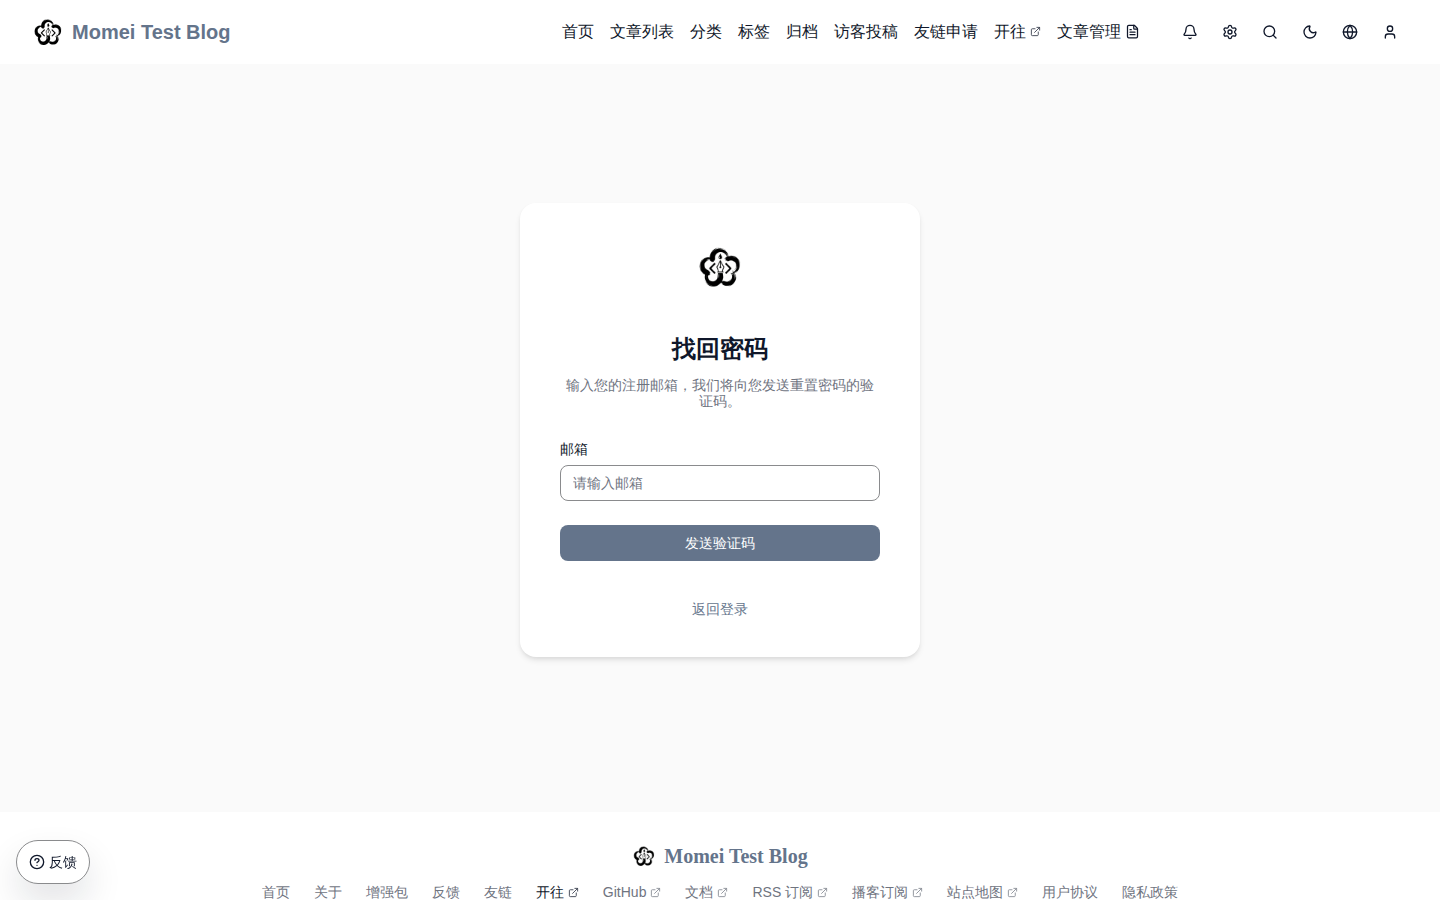 Momei Test Blog
首页 文章列表 分类 标签 归档 访客投稿 友链申请 开往 文章管理
找回密码
输入您的注册邮箱，我们将向您发送重置密码的验
证码。
邮箱
请输入邮箱
发送验证码
返回登录
反馈
Momei Test Blog
首页 关于 增强包 反馈 友链 开往 GitHub 文档 RSS 订阅 播客订阅 站点地图 用户协议 隐私政策